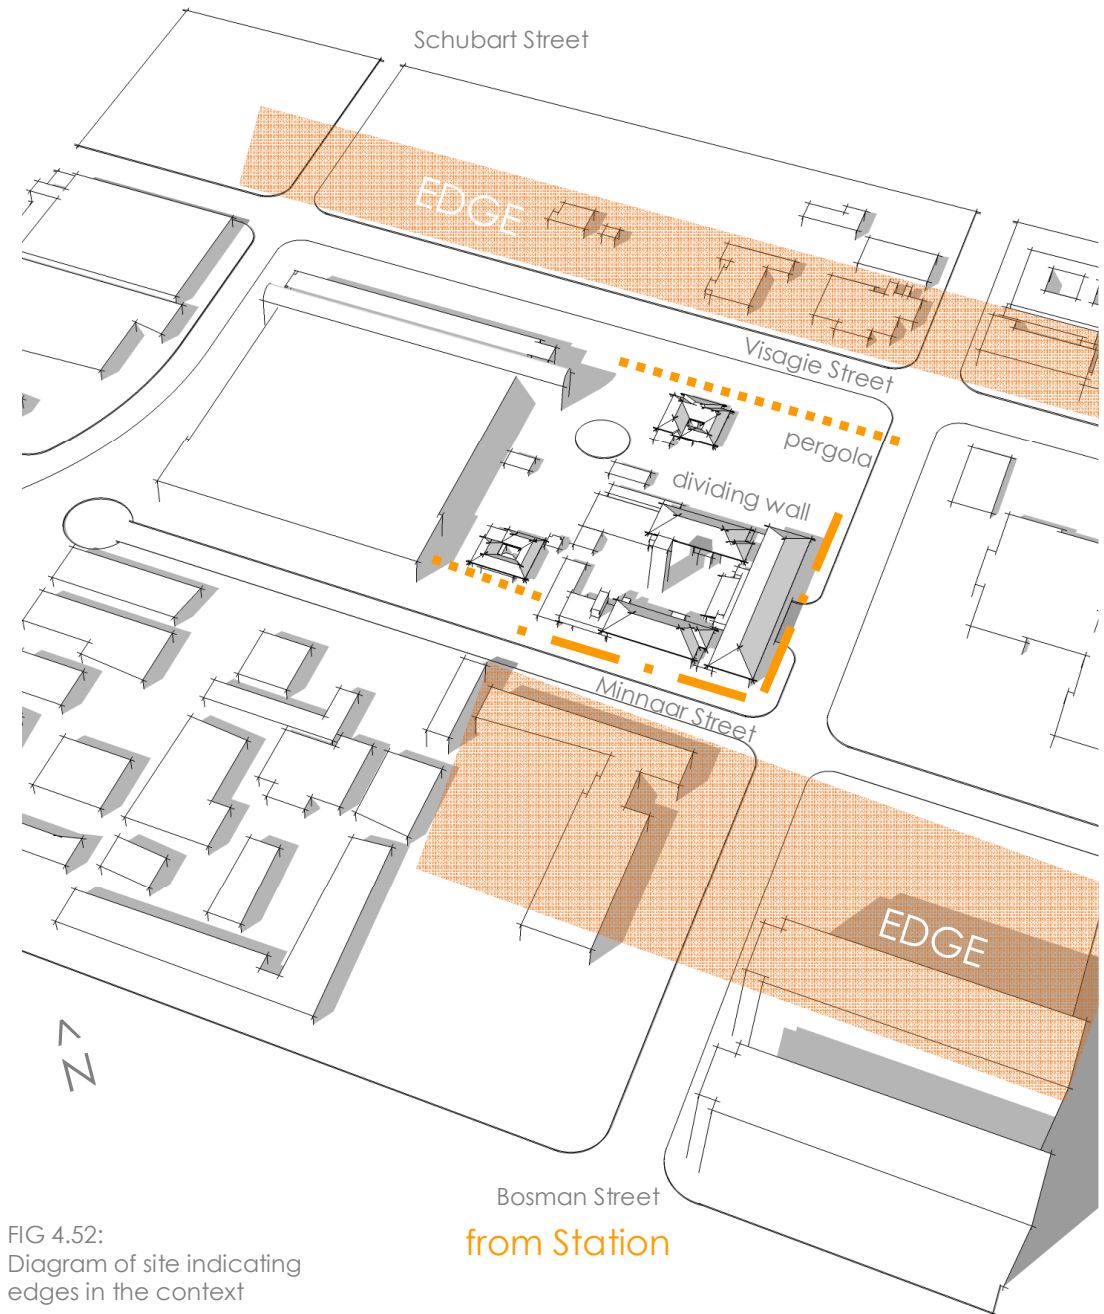 Schubart Street
EDGE
Visagie Street
pergola
dividing wall
Minnaar Street
EDGE
N
Bosman Street
from Station
FIG 4.52:
Diagram of site indicating
edges in the context